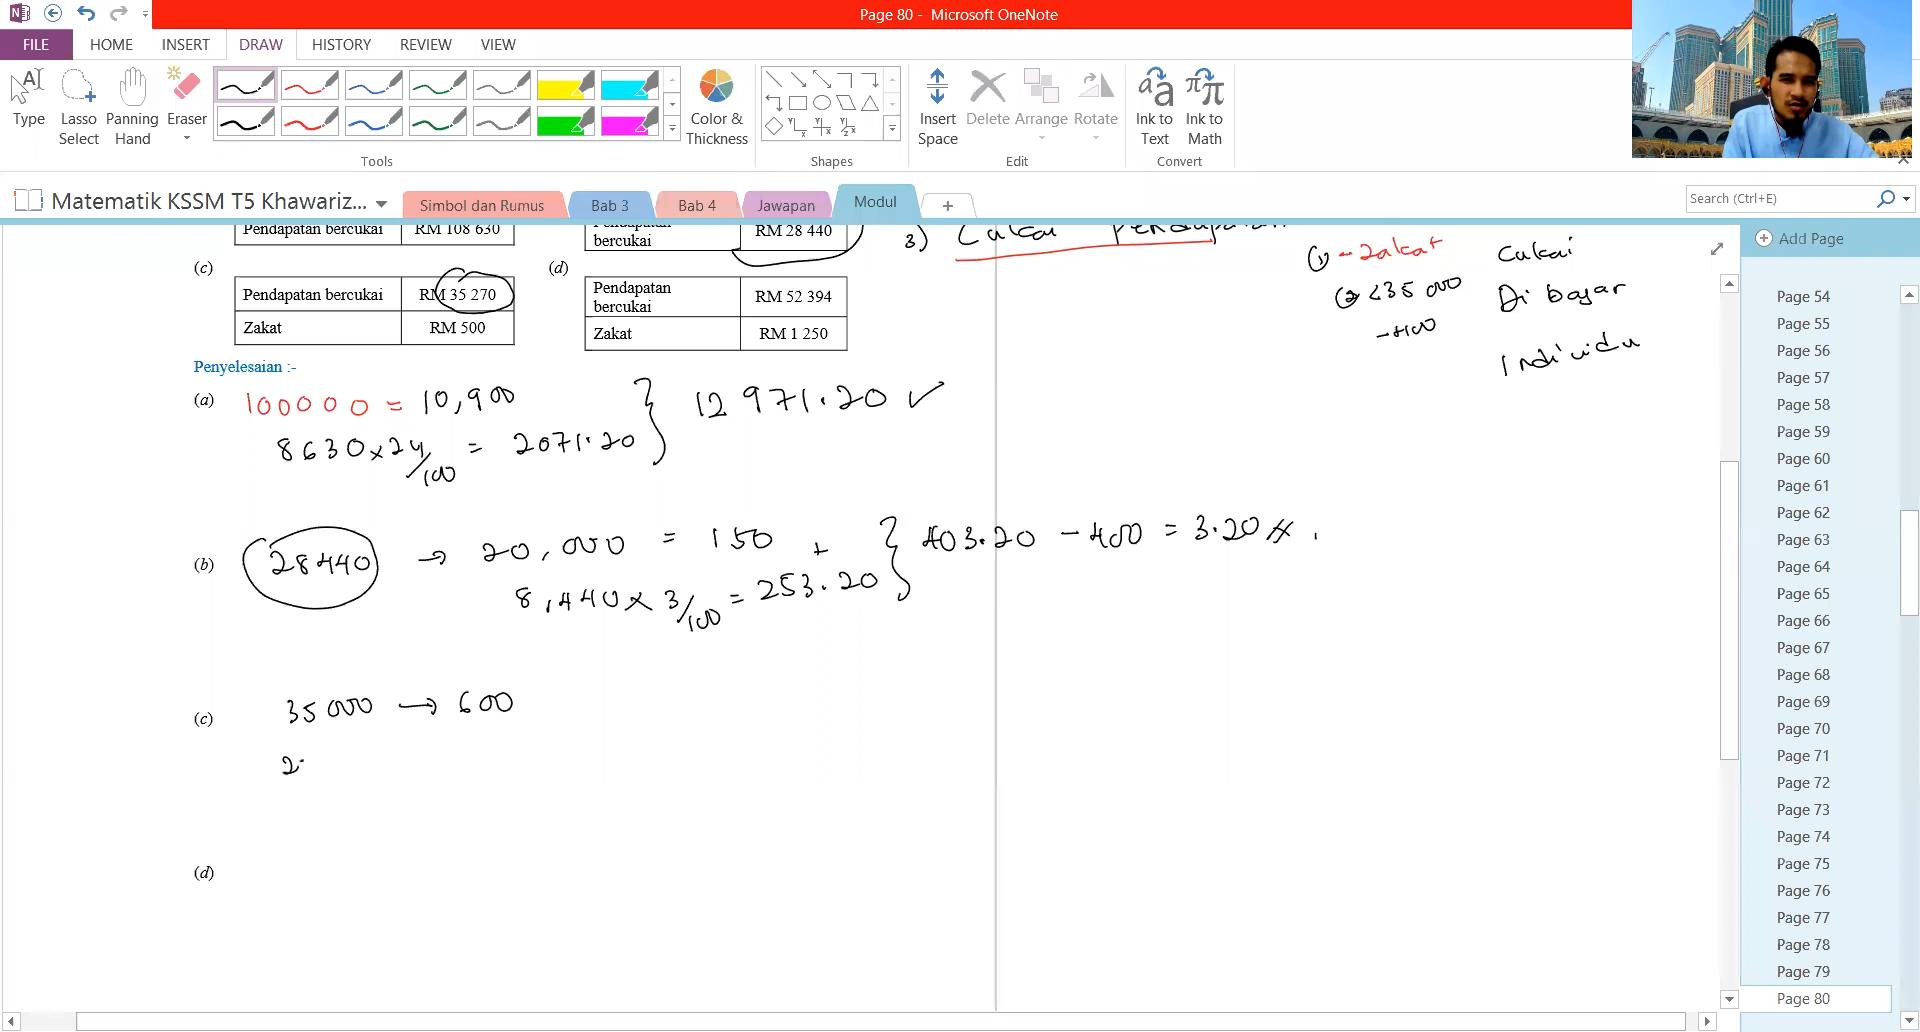 Page 80 - Microsoft OneNote
FILE HOME INSERT DRAW HISTORY REVIEW VIEW
Type
Lasso Select
Panning Hand
Eraser
Color & Thickness
Insert Space
Delete
Arrange
Rotate
Ink to Text
Ink to Math
Tools Shapes Edit Convert
Matematik KSSM T5 Khawariz...
Simbol dan Rumus Bab 3 Bab 4 Jawapan Modul +
Search (Ctrl+E)
Add Page
Pendapatan bercukai RM 108 630
Pendapatan bercukai RM 28 440
3) Cukai Pendapatan
(1) - Zakat
(2) <35 000
- 400
Cukai
Di bayar
Individu
(c)
Pendapatan bercukai RM 35 270
Zakat RM 500
(d)
Pendapatan bercukai RM 52 394
Zakat RM 1 250
Penyelesaian :-
(a) 100000 = 10,900
8630 x 24/100 = 2071.20
} 12 971.20 ✓
(b) 28440 → 20,000 = 150 +
8,440 x 3/100 = 253.20
} 403.20 - 400 = 3.20
(c) 35 000 → 600
2
(d)
Page 54
Page 55
Page 56
Page 57
Page 58
Page 59
Page 60
Page 61
Page 62
Page 63
Page 64
Page 65
Page 66
Page 67
Page 68
Page 69
Page 70
Page 71
Page 72
Page 73
Page 74
Page 75
Page 76
Page 77
Page 78
Page 79
Page 80